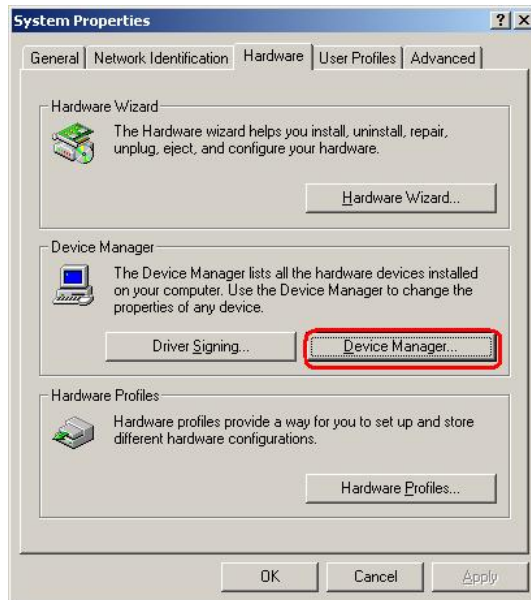 System Properties
? X
General Network Identification Hardware User Profiles Advanced
Hardware Wizard
The Hardware wizard helps you install, uninstall, repair,
unplug, eject, and configure your hardware.
Hardware Wizard...
Device Manager
The Device Manager lists all the hardware devices installed
on your computer. Use the Device Manager to change the
properties of any device.
Driver Signing... Device Manager...
Hardware Profiles
Hardware profiles provide a way for you to set up and store
different hardware configurations.
Hardware Profiles...
OK Cancel Apply